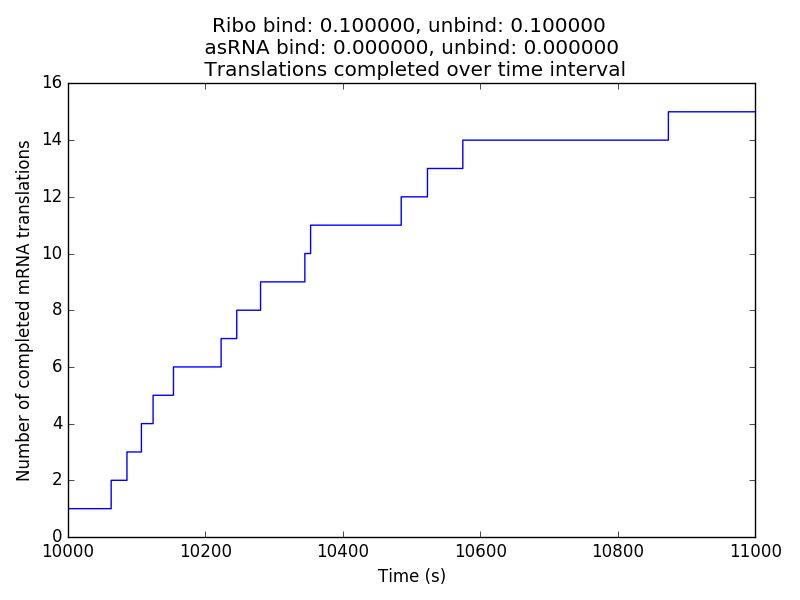 Ribo bind: 0.100000, unbind: 0.100000
asRNA bind: 0.000000, unbind: 0.000000
Translations completed over time interval
16
14
12
10
8
6
4
2
0
Number of completed mRNA translations
10000 10200 10400 10600 10800 11000
Time (s)